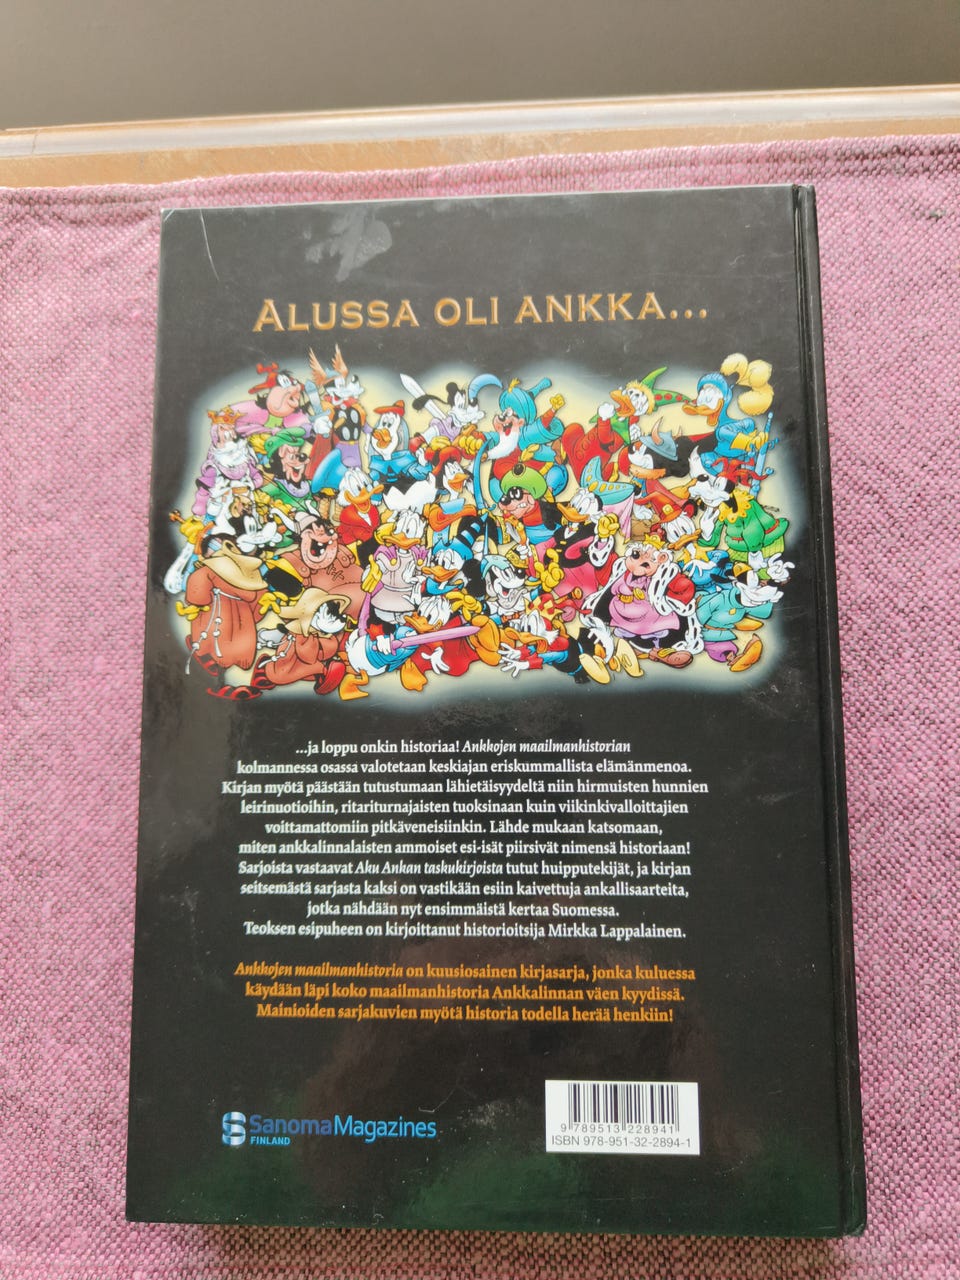 ALUSSA OLI ANKKA...
...ja loppu onkin historiaa! Ankkojen maailmanhistorian
kolmannessa osassa valotetaan keskiajan eriskummallista elämänmenoa.
Kirjan myötä päästään tutustumaan lähietäisyydeltä niin hirmuisten hunnien
leirinuotioihin, ritariturnajaisten tuoksinaan kuin viikinkivalloittajien
voittamattomiin pitkäveneisiinkin. Lähde mukaan katsomaan,
miten ankkalinnalaisten ammoiset esi-isät piirsivät nimensä historiaan!
Sarjoista vastaavat Aku Ankan taskukirjoista tutut huipputekijät, ja kirjan
seitsemästä sarjasta kaksi on vastikään esiin kaivettuja ankallisaarteita,
jotka nähdään nyt ensimmäistä kertaa Suomessa.
Teoksen esipuheen on kirjoittanut historioitsija Mirkka Lappalainen.
Ankkojen maailmanhistoria on kuusiosainen kirjasarja, jonka kuluessa
käydään läpi koko maailmanhistoria Ankkalinnan väen kyydissä.
Mainioiden sarjakuvien myötä historia todella herää henkiin!
SanomaMagazines
FINLAND
9 789513 228941
ISBN 978-951-32-2894-1